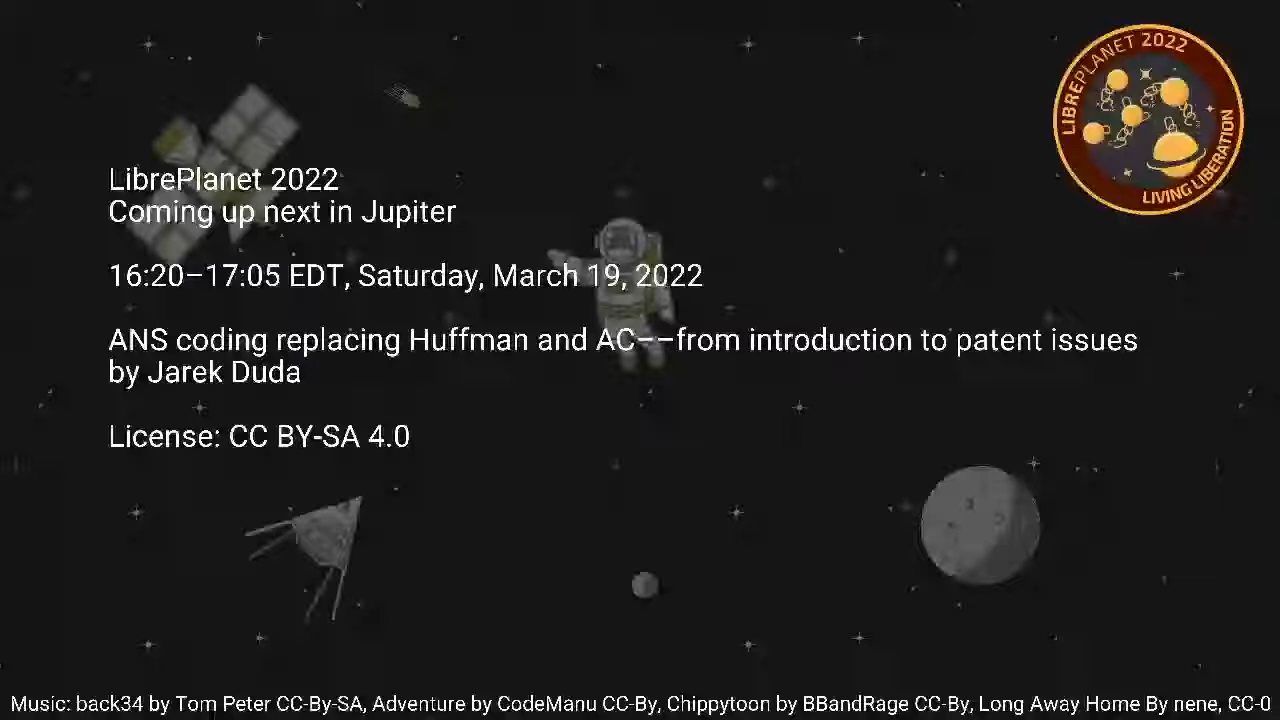 LIBREPLANET 2022
LIVING LIBERATION
LibrePlanet 2022
Coming up next in Jupiter
16:20–17:05 EDT, Saturday, March 19, 2022
ANS coding replacing Huffman and AC––from introduction to patent issues
by Jarek Duda
License: CC BY-SA 4.0
Music: back34 by Tom Peter CC-By-SA, Adventure by CodeManu CC-By, Chippytoon by BBandRage CC-By, Long Away Home By nene, CC-0